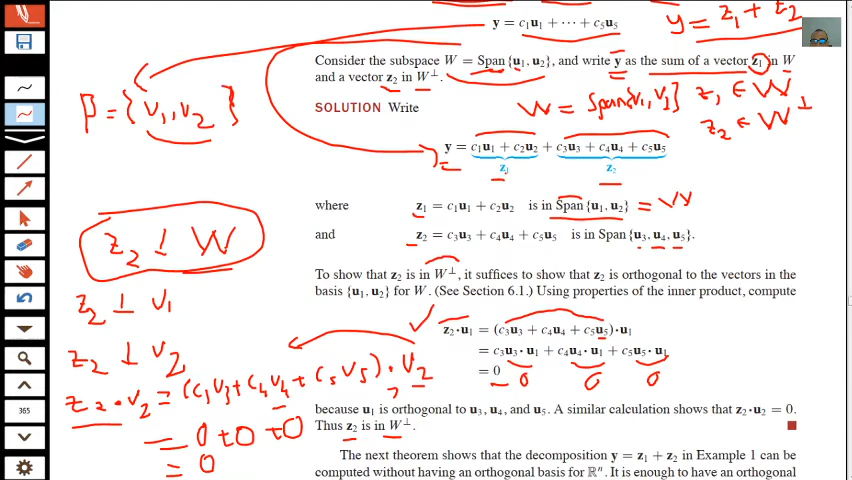 y = c₁u₁ + ⋯ + c₅u₅
y = z₁ + z₂
Consider the subspace W = Span {u₁, u₂}, and write y as the sum of a vector z₁ in W
and a vector z₂ in W⊥.
β = {v₁, v₂}
W = Span{v₁, v₂} z₁ ∈ W
z₂ ∈ W⊥
SOLUTION Write
y = c₁u₁ + c₂u₂ + c₃u₃ + c₄u₄ + c₅u₅
z₁ z₂
where z₁ = c₁u₁ + c₂u₂ is in Span {u₁, u₂} = W
and z₂ = c₃u₃ + c₄u₄ + c₅u₅ is in Span {u₃, u₄, u₅}.
z₂ ⊥ W
To show that z₂ is in W⊥, it suffices to show that z₂ is orthogonal to the vectors in the
basis {u₁, u₂} for W. (See Section 6.1.) Using properties of the inner product, compute
z₂ ⊥ v₁
z₂·u₁ = (c₃u₃ + c₄u₄ + c₅u₅)·u₁
= c₃u₃·u₁ + c₄u₄·u₁ + c₅u₅·u₁
= 0 0 0 0
z₂ ⊥ v₂
z₂·v₂ = (c₃v₃ + c₄v₄ + c₅v₅)·v₂
= 0 + 0 + 0
= 0
because u₁ is orthogonal to u₃, u₄, and u₅. A similar calculation shows that z₂·u₂ = 0.
Thus z₂ is in W⊥.
The next theorem shows that the decomposition y = z₁ + z₂ in Example 1 can be
computed without having an orthogonal basis for ℝⁿ. It is enough to have an orthogonal
365